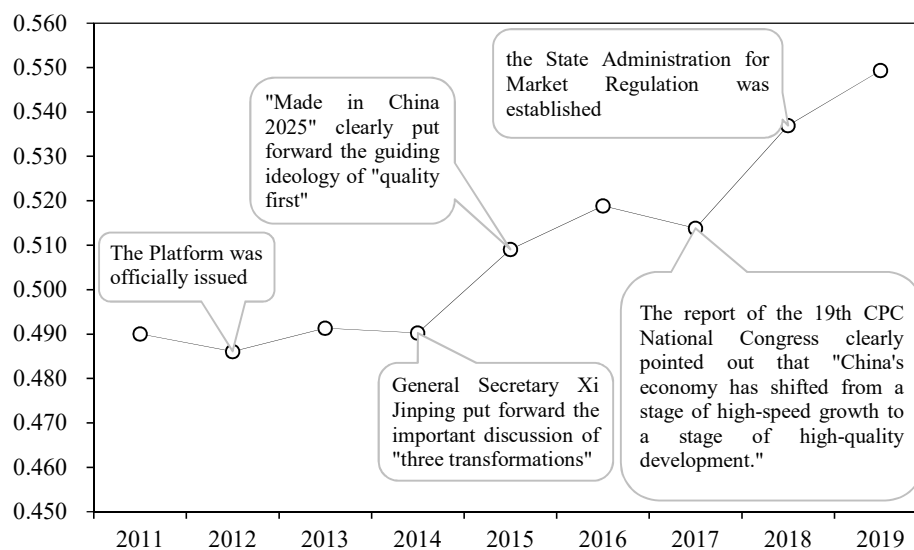 0.560
0.550
0.540
0.530
0.520
0.510
0.500
0.490
0.480
0.470
0.460
0.450
2011 2012 2013 2014 2015 2016 2017 2018 2019
The Platform was
officially issued
General Secretary Xi
Jinping put forward the
important discussion of
"three transformations"
"Made in China
2025" clearly put
forward the guiding
ideology of "quality
first"
The report of the 19th CPC
National Congress clearly
pointed out that "China's
economy has shifted from a
stage of high-speed growth to
a stage of high-quality
development."
the State Administration for
Market Regulation was
established